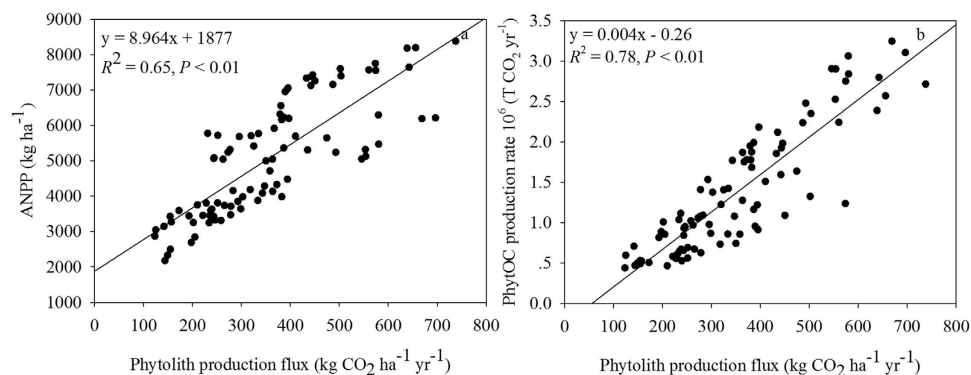 y = 8.964x + 1877
R² = 0.65, P < 0.01
a
9000
8000
7000
6000
5000
4000
3000
2000
1000
ANPP (kg ha⁻¹)
0 100 200 300 400 500 600 700 800
Phytolith production flux (kg CO₂ ha⁻¹ yr⁻¹)
y = 0.004x - 0.26
R² = 0.78, P < 0.01
b
3.5
3.0
2.5
2.0
1.5
1.0
.5
0.0
PhytOC production rate 10⁶ (T CO₂ yr⁻¹)
0 100 200 300 400 500 600 700 800
Phytolith production flux (kg CO₂ ha⁻¹ yr⁻¹)